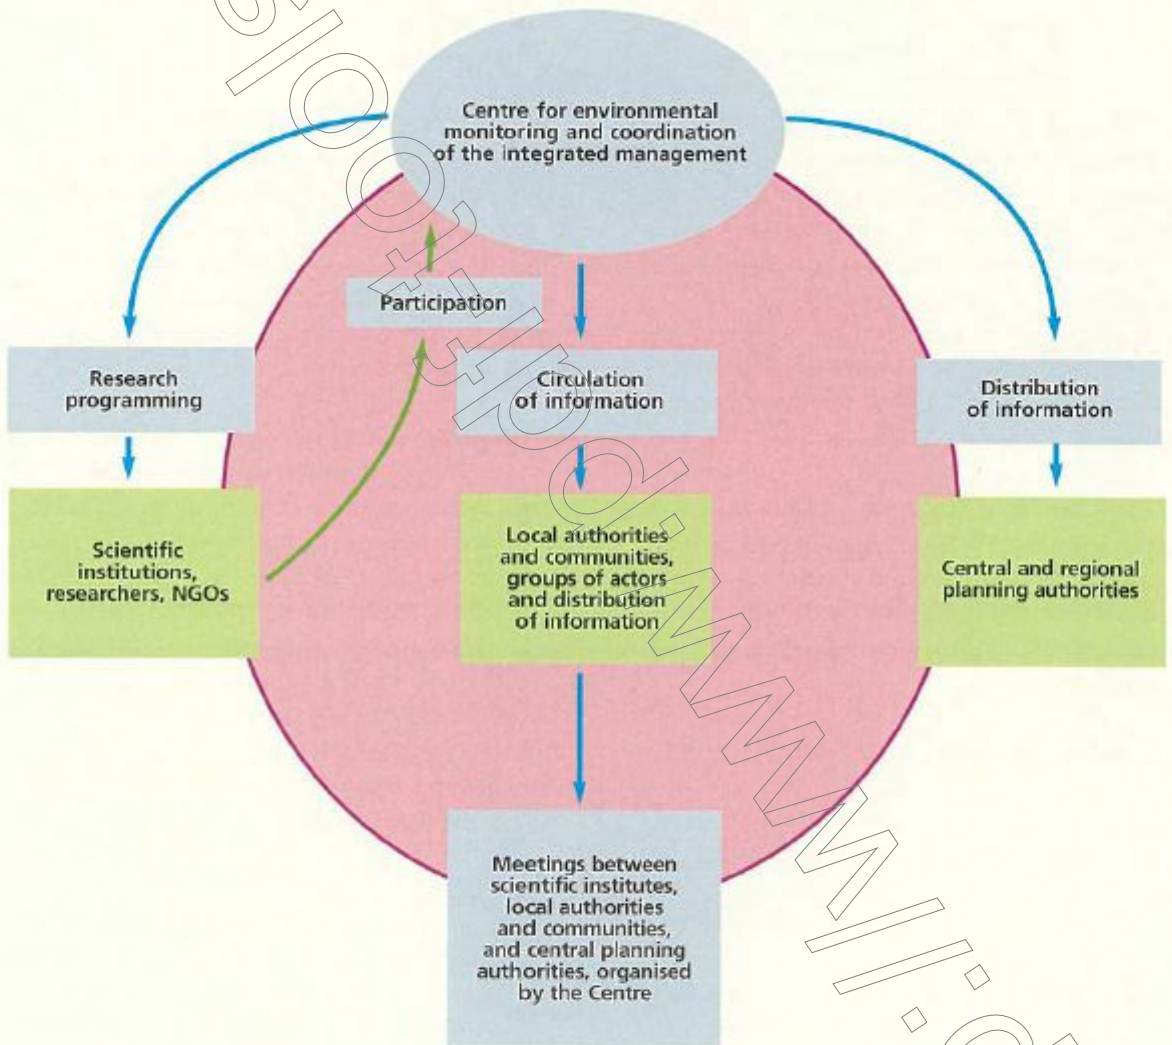 Centre for environmental
monitoring and coordination
of the integrated management
Participation
Research
programming
Circulation
of information
Distribution
of information
Scientific
institutions,
researchers, NGOs
Local authorities
and communities,
groups of actors
and distribution
of information
Central and regional
planning authorities
Meetings between
scientific institutes,
local authorities
and communities,
and central planning
authorities, organised
by the Centre